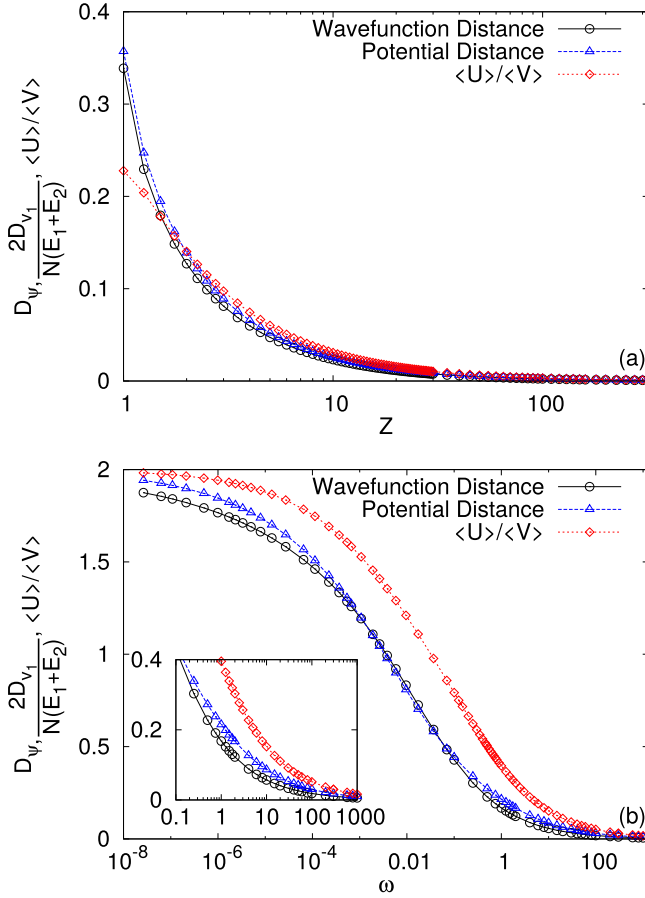 0.4
0.3
0.2
0.1
0
Wavefunction Distance
Potential Distance
<U>/<V>
D_ψ, 2D_{v_1}/N(E_1+E_2), <U>/<V>
(a)
1 10 100
Z
2
1.5
1
0.5
0
Wavefunction Distance
Potential Distance
<U>/<V>
D_ψ, 2D_{v_1}/N(E_1+E_2), <U>/<V>
0.4
0.2
0
0.1 1 10 100 1000
(b)
10^{-8} 10^{-6} 10^{-4} 0.01 1 100
ω